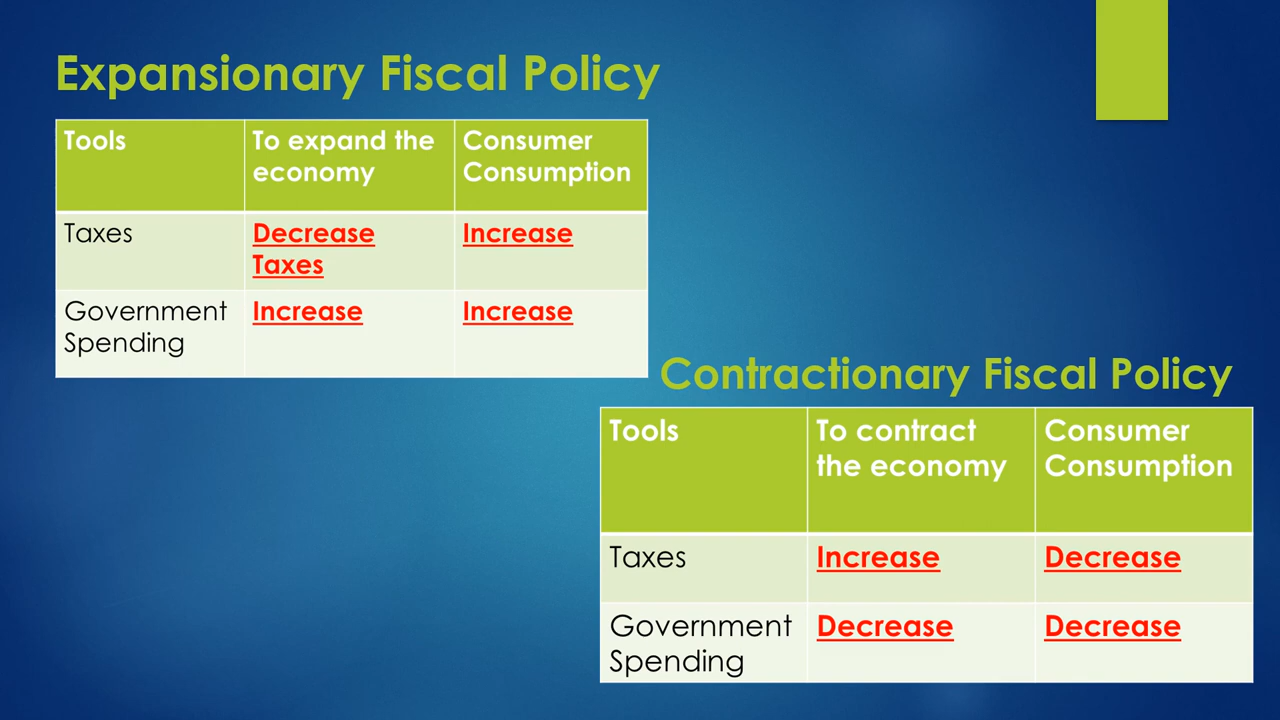 Expansionary Fiscal Policy
Tools
To expand the
economy
Consumer
Consumption
Taxes
Decrease
Taxes
Increase
Government
Spending
Increase
Increase
Contractionary Fiscal Policy
Tools
To contract
the economy
Consumer
Consumption
Taxes
Increase
Decrease
Government
Spending
Decrease
Decrease